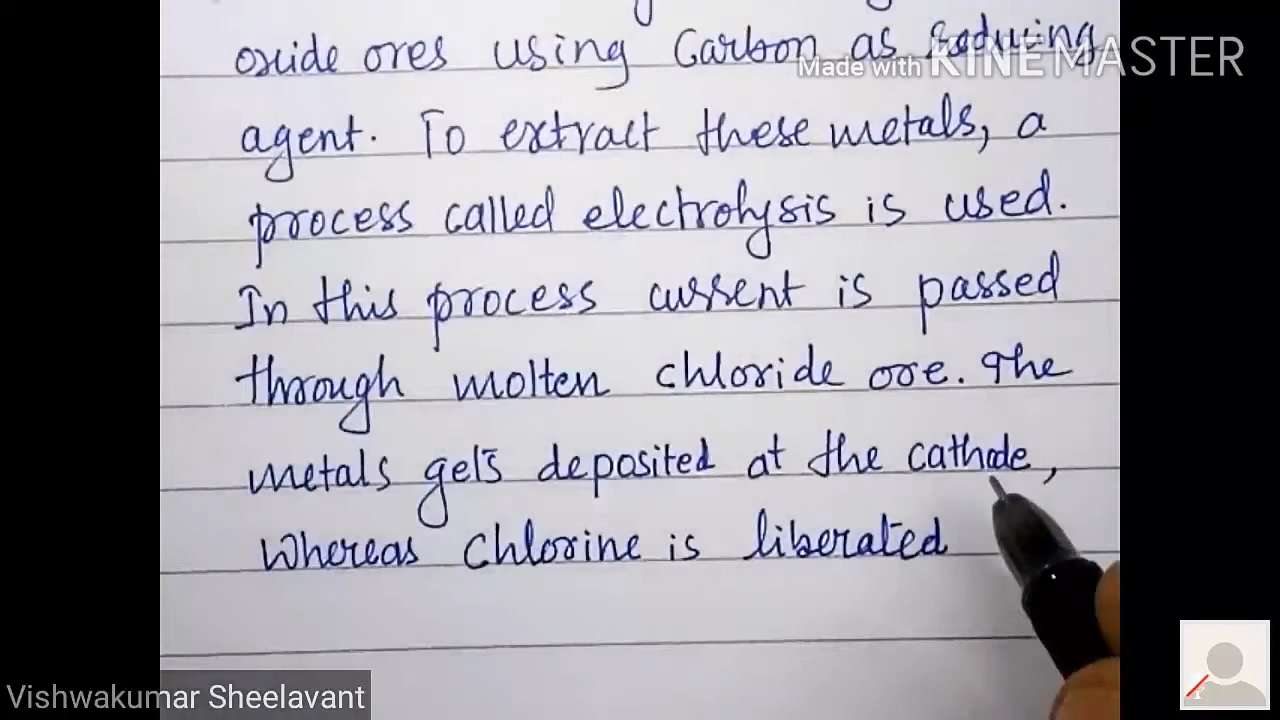 oxide ores using Carbon as reducing
Made with KINEMASTER
agent. To extract these metals, a
process called electrolysis is used.
In this process current is passed
through molten chloride ore. The
metals gets deposited at the cathode,
Whereas Chlorine is liberated
Vishwakumar Sheelavant